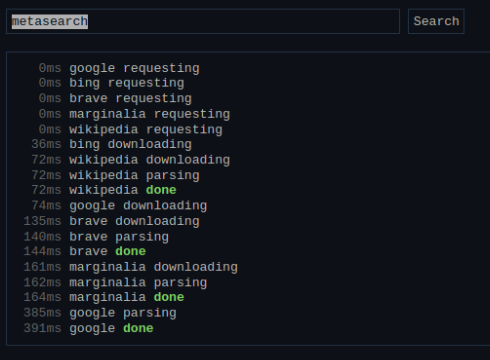 metasearch Search
0ms google requesting
0ms bing requesting
0ms brave requesting
0ms marginalia requesting
0ms wikipedia requesting
36ms bing downloading
72ms wikipedia downloading
72ms wikipedia parsing
72ms wikipedia done
74ms google downloading
135ms brave downloading
140ms brave parsing
144ms brave done
161ms marginalia downloading
162ms marginalia parsing
164ms marginalia done
385ms google parsing
391ms google done